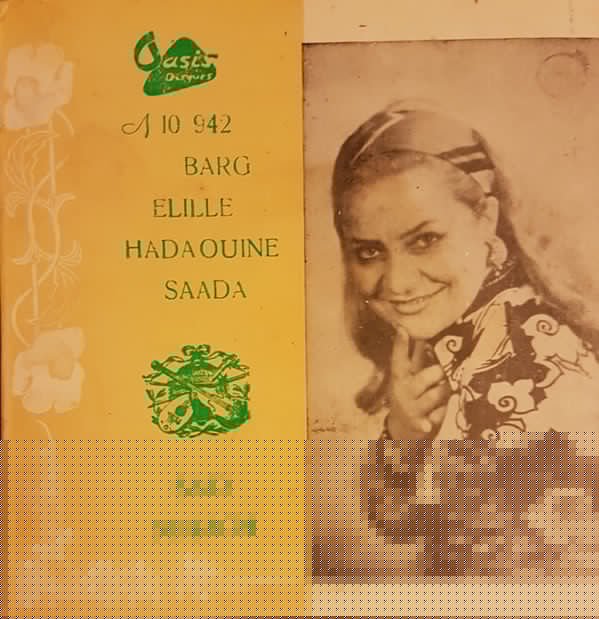 Oasis
Disques
A 10 942
BARG
ELILLE
HADAOUINE
SAADA